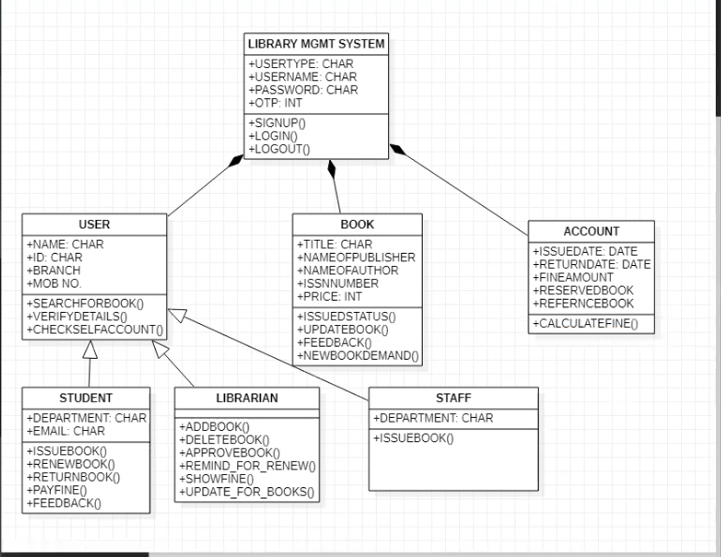 LIBRARY MGMT SYSTEM
+USERTYPE: CHAR
+USERNAME: CHAR
+PASSWORD: CHAR
+OTP: INT
+SIGNUP()
+LOGIN()
+LOGOUT()
USER
+NAME: CHAR
+ID: CHAR
+BRANCH
+MOB NO.
+SEARCHFORBOOK()
+VERIFYDETAILS()
+CHECKSELFACCOUNT()
BOOK
+TITLE: CHAR
+NAMEOFPUBLISHER
+NAMEOFAUTHOR
+ISSNNUMBER
+PRICE: INT
+ISSUEDSTATUS()
+UPDATEBOOK()
+FEEDBACK()
+NEWBOOKDEMAND()
ACCOUNT
+ISSUEDATE: DATE
+RETURNDATE: DATE
+FINEAMOUNT
+RESERVEDBOOK
+REFERNCEBOOK
+CALCULATEFINE()
STUDENT
+DEPARTMENT: CHAR
+EMAIL: CHAR
+ISSUEBOOK()
+RENEWBOOK()
+RETURNBOOK()
+PAYFINE()
+FEEDBACK()
LIBRARIAN
+ADDBOOK()
+DELETEBOOK()
+APPROVEBOOK()
+REMIND_FOR_RENEW()
+SHOWFINE()
+UPDATE_FOR_BOOKS()
STAFF
+DEPARTMENT: CHAR
+ISSUEBOOK()